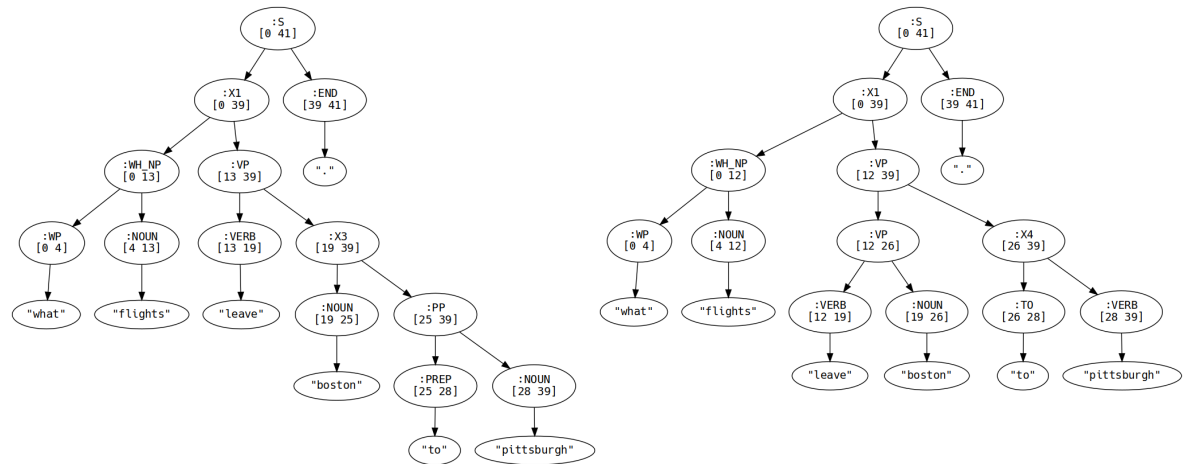 :S
[0 41]
:X1
[0 39]
:END
[39 41]
:WH_NP
[0 13]
:VP
[13 39]
"."
:WP
[0 4]
:NOUN
[4 13]
:VERB
[13 19]
:X3
[19 39]
"what"
"flights"
"leave"
:NOUN
[19 25]
:PP
[25 39]
"boston"
:PREP
[25 28]
:NOUN
[28 39]
"to"
"pittsburgh"
:S
[0 41]
:X1
[0 39]
:END
[39 41]
:WH_NP
[0 12]
:VP
[12 39]
"."
:WP
[0 4]
:NOUN
[4 12]
:VP
[12 26]
:X4
[26 39]
"what"
"flights"
:VERB
[12 19]
:NOUN
[19 26]
:TO
[26 28]
:VERB
[28 39]
"leave"
"boston"
"to"
"pittsburgh"